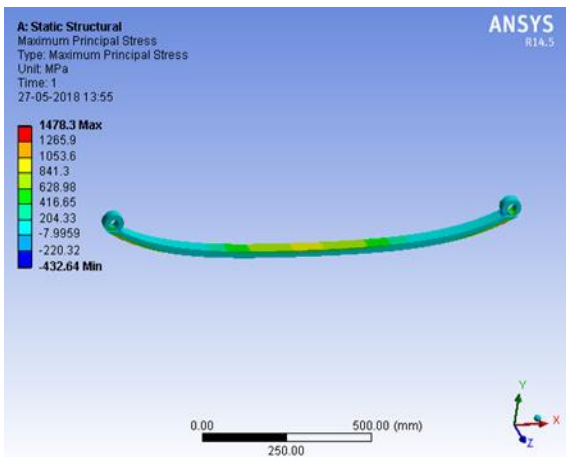 A: Static Structural
Maximum Principal Stress
Type: Maximum Principal Stress
Unit: MPa
Time: 1
27-05-2018 13:55
ANSYS
R14.5
1478.3 Max
1265.9
1053.6
841.3
628.98
416.65
204.33
-7.9959
-220.32
-432.64 Min
0.00
500.00 (mm)
250.00
Y
X
Z